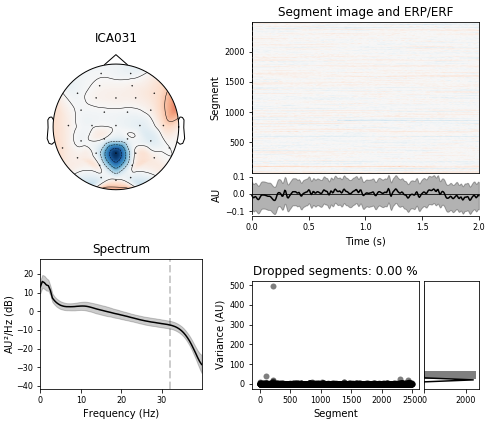 ICA031
Segment image and ERP/ERF
Segment
2000
1500
1000
500
AU
0.1
0.0
−0.1
0.0 0.5 1.0 1.5 2.0
Time (s)
Spectrum
AU²/Hz (dB)
20
10
0
−10
−20
−30
−40
0 10 20 30
Frequency (Hz)
Dropped segments: 0.00 %
Variance (AU)
500
400
300
200
100
0
0 500 1000 1500 2000 2500
Segment
0 2000